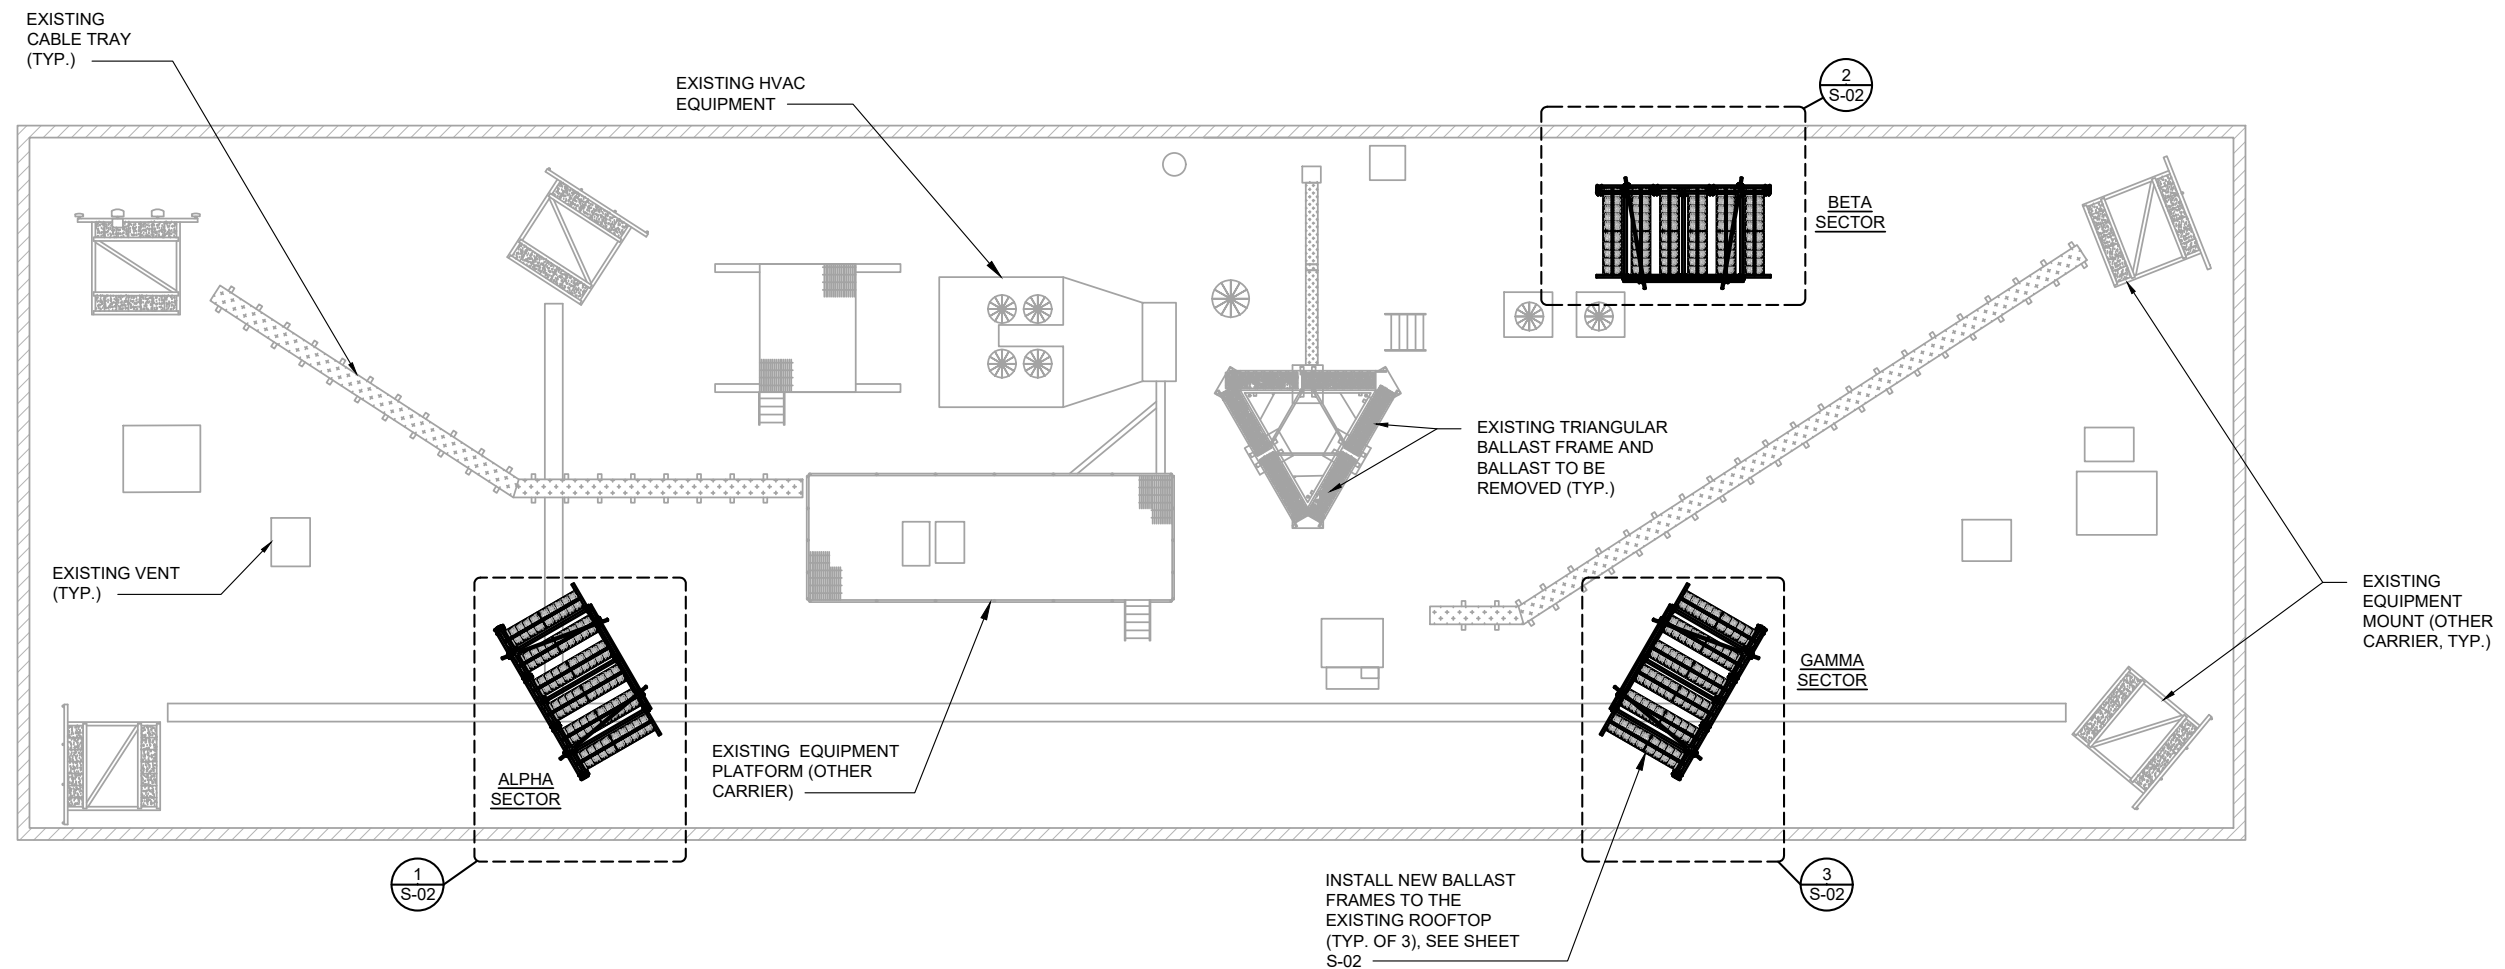 EXISTING
CABLE TRAY
(TYP.)
EXISTING HVAC
EQUIPMENT
2
S-02
BETA
SECTOR
EXISTING TRIANGULAR
BALLAST FRAME AND
BALLAST TO BE
REMOVED (TYP.)
EXISTING VENT
(TYP.)
EXISTING
EQUIPMENT
MOUNT (OTHER
CARRIER, TYP.)
GAMMA
SECTOR
EXISTING  EQUIPMENT
PLATFORM (OTHER
CARRIER)
ALPHA
SECTOR
1
S-02
3
S-02
INSTALL NEW BALLAST
FRAMES TO THE
EXISTING ROOFTOP
(TYP. OF 3), SEE SHEET
S-02